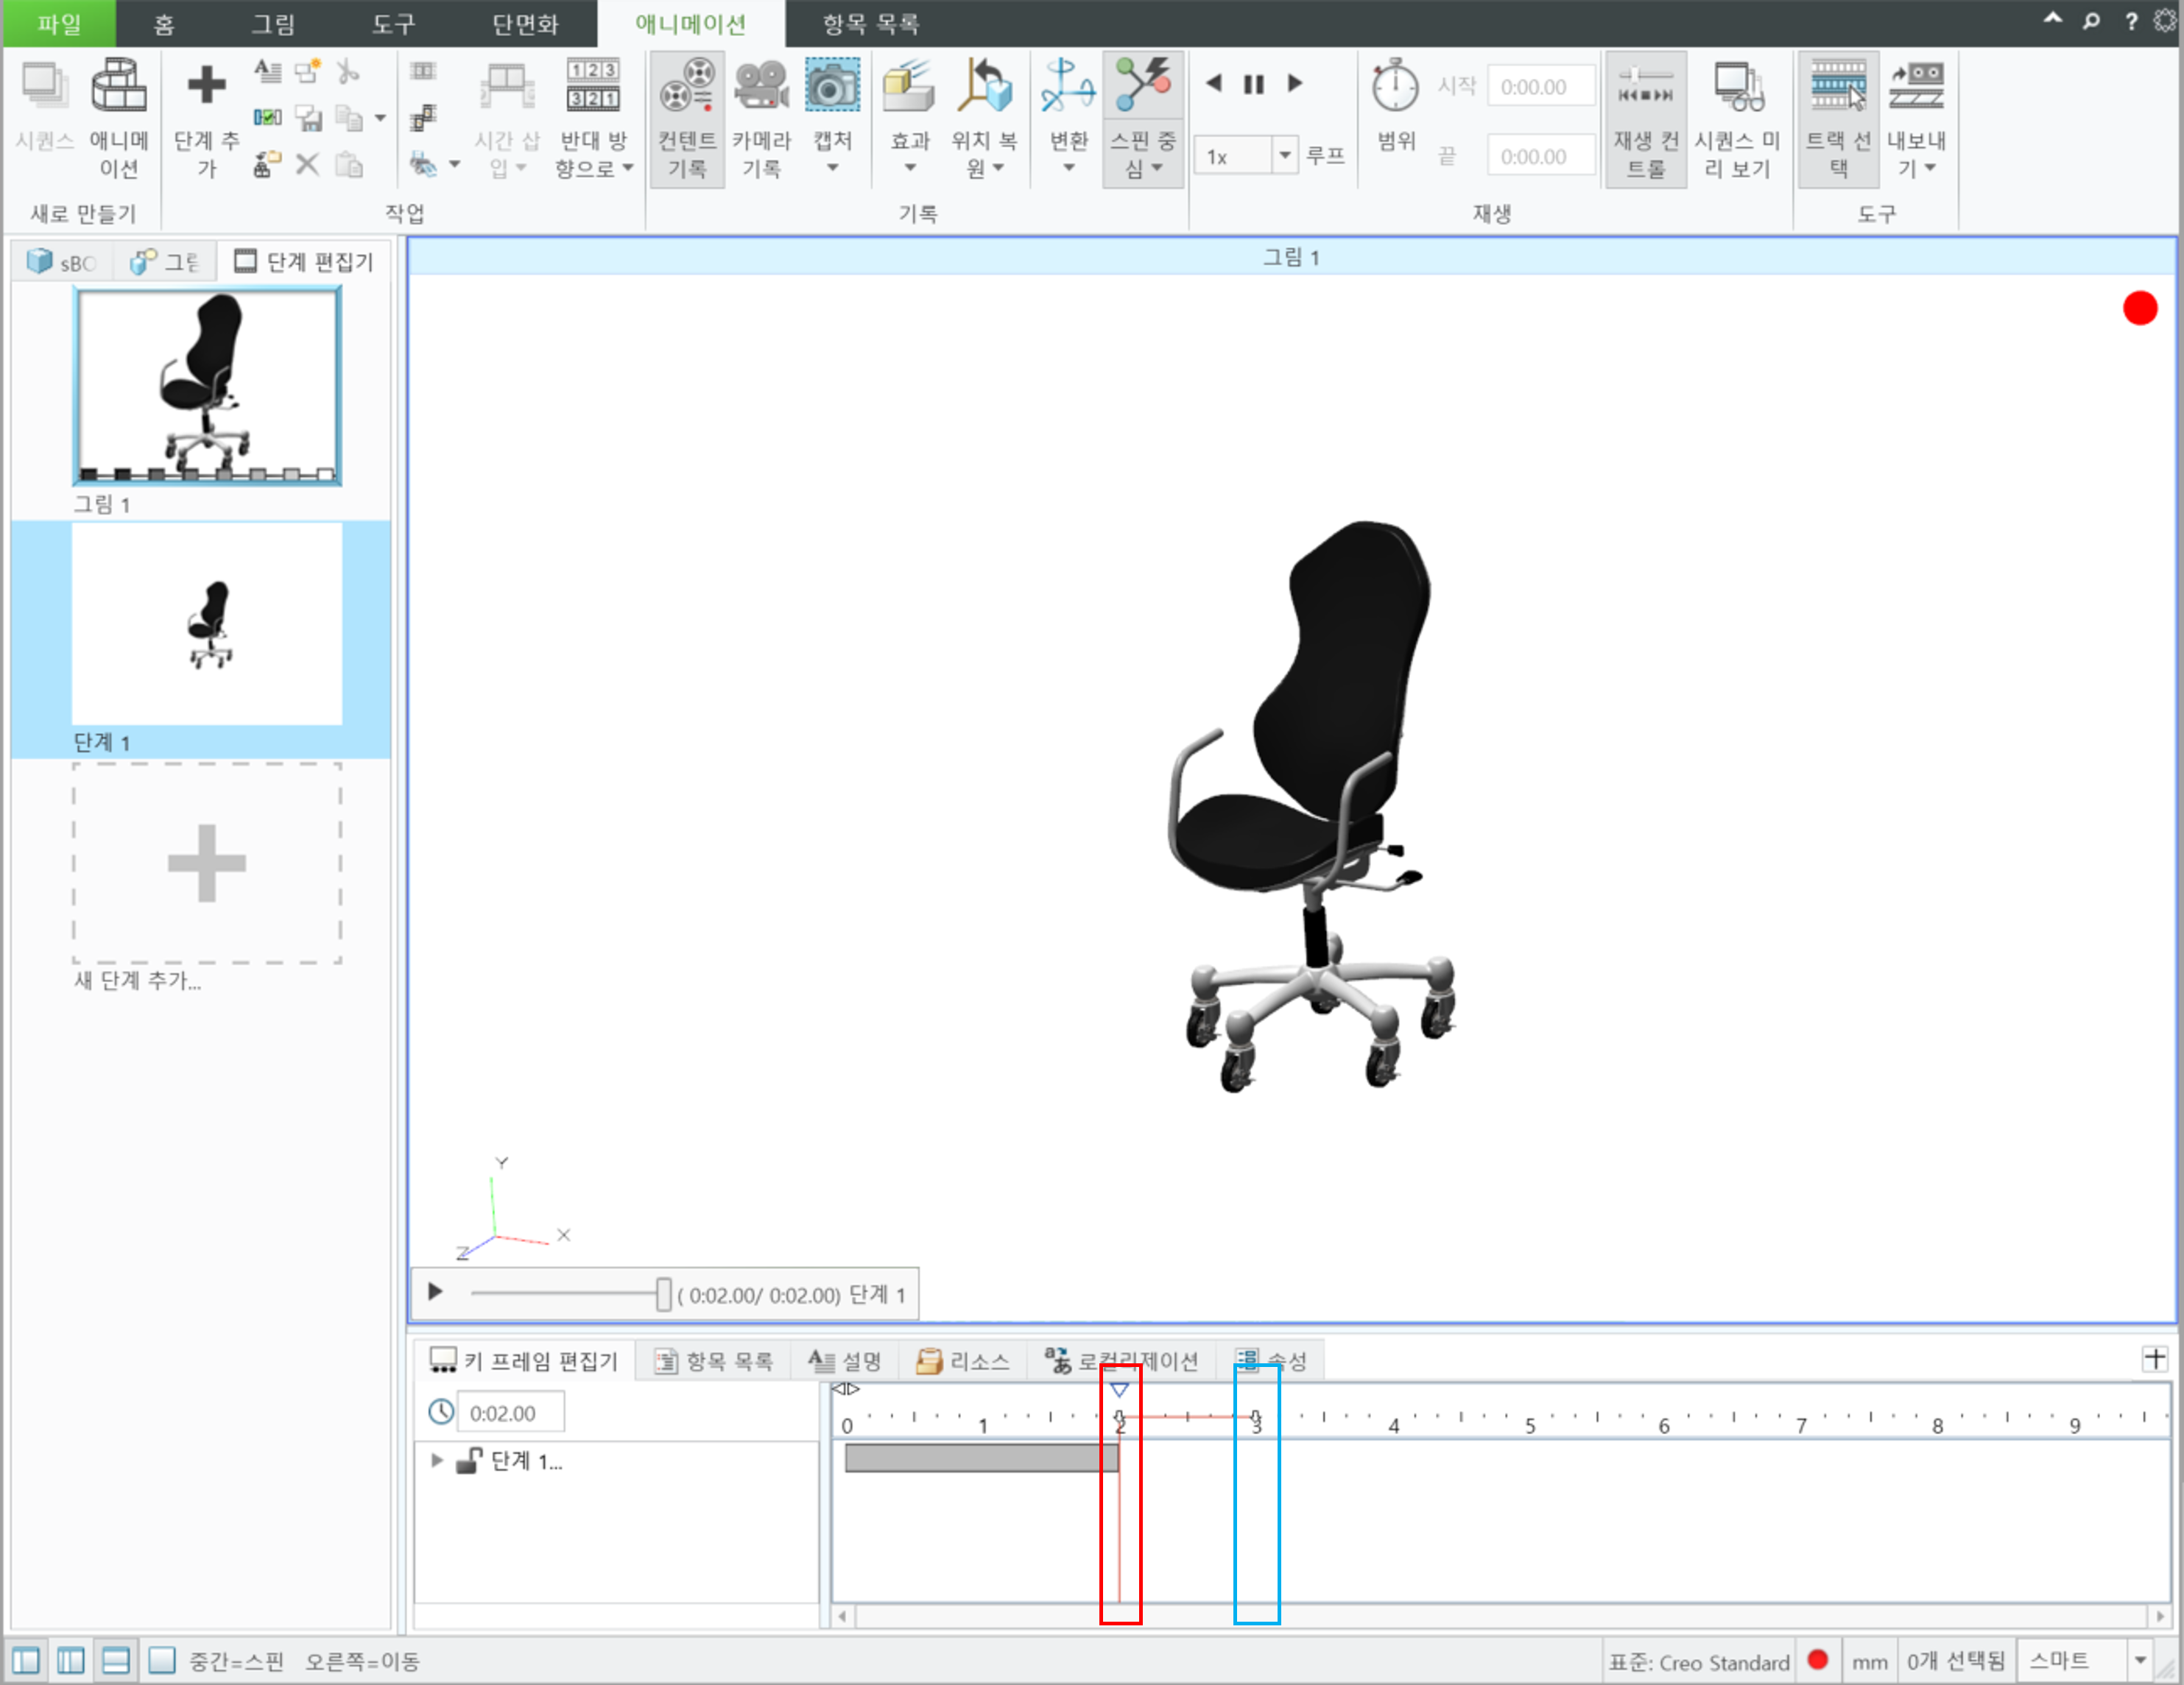 파일 홈 그림 도구 단면화 애니메이션 항목 목록 ?
시퀀스 애니메이션 단계 추가 시간 삽입 반대 방향으로 컨텐트 기록 카메라 기록 캡처 효과 위치 복원 변환 스핀 중심
1 2 3
3 2 1
1x 루프 범위 시작 0:00.00
끝 0:00.00
재생 컨트롤 시퀀스 미리 보기 트랙 선택 내보내기
새로 만들기 작업 기록 재생 도구
단계 편집기
그림 1
그림 1
단계 1
새 단계 추가...
Y
X
Z
( 0:02.00/ 0:02.00) 단계 1
키 프레임 편집기 항목 목록 설명 리소스 로컬리제이션 속성
0:02.00
0 1 2 3 4 5 6 7 8 9
단계 1...
중간=스핀 오른쪽=이동
표준: Creo Standard mm 0개 선택됨 스마트